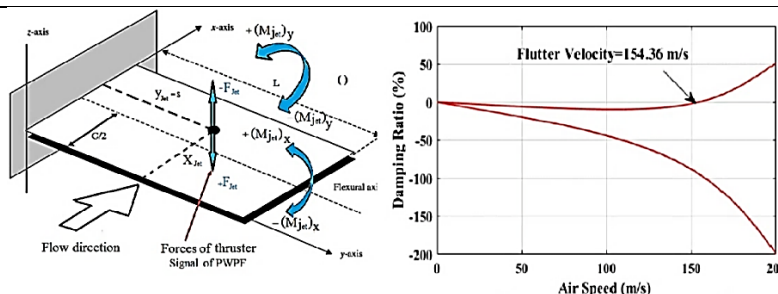 z-axis
x-axis
+(Mjet)y
-FJet
L
()
yJet=s
(Mjet)y
C/2
+(Mjet)x
XJet
+FJet
Flexural axi
-(Mjet)x
Flow direction
Forces of thruster
Signal of PWPF
y-axis
100
50
0
-50
-100
-150
-200
Damping Ratio (%)
Flutter Velocity=154.36 m/s
0
50
100
150
200
Air Speed (m/s)